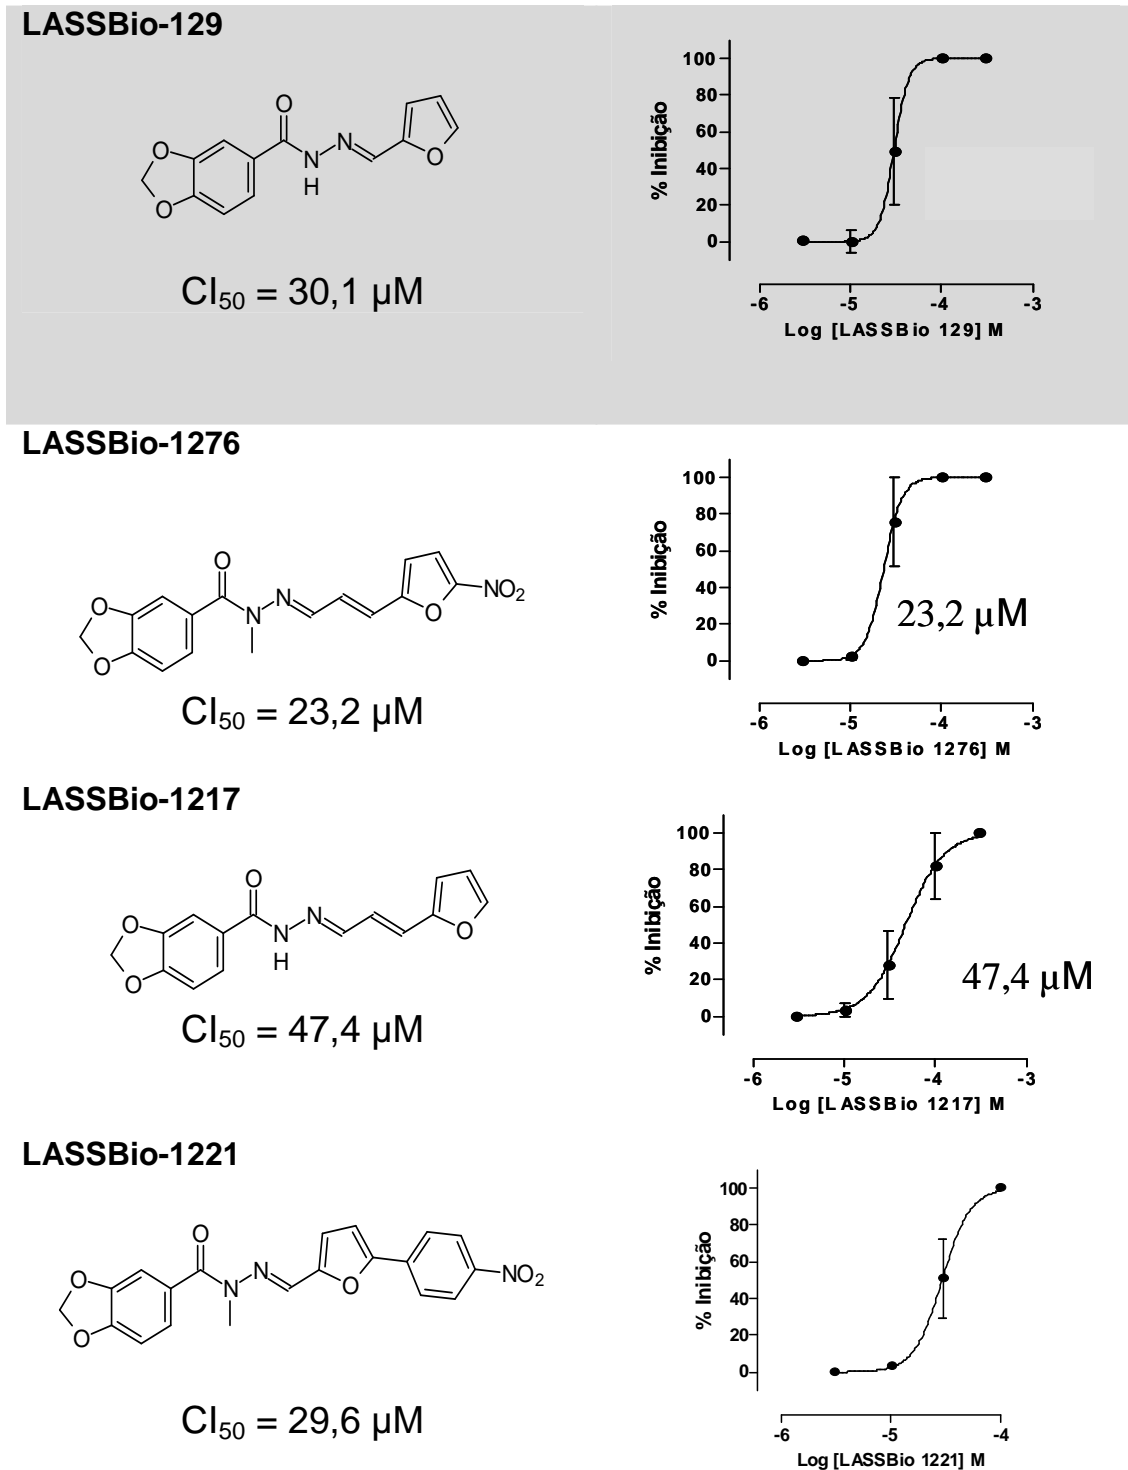 LASSBio-129
O
O
O
N
H
N
O
CI50 = 30,1 µM
% Inibição
100
80
60
40
20
0
-6 -5 -4 -3
Log [LASSBio 129] M
LASSBio-1276
O
O
O
N
N
O
NO2
CI50 = 23,2 µM
% Inibição
100
80
60
40
20
0
23,2 µM
-6 -5 -4 -3
Log [LASSBio 1276] M
LASSBio-1217
O
O
O
N
H
N
O
CI50 = 47,4 µM
% Inibição
100
80
60
40
20
0
47,4 µM
-6 -5 -4 -3
Log [LASSBio 1217] M
LASSBio-1221
O
O
O
N
N
O
NO2
CI50 = 29,6 µM
% Inibição
100
80
60
40
20
0
-6 -5 -4
Log [LASSBio 1221] M